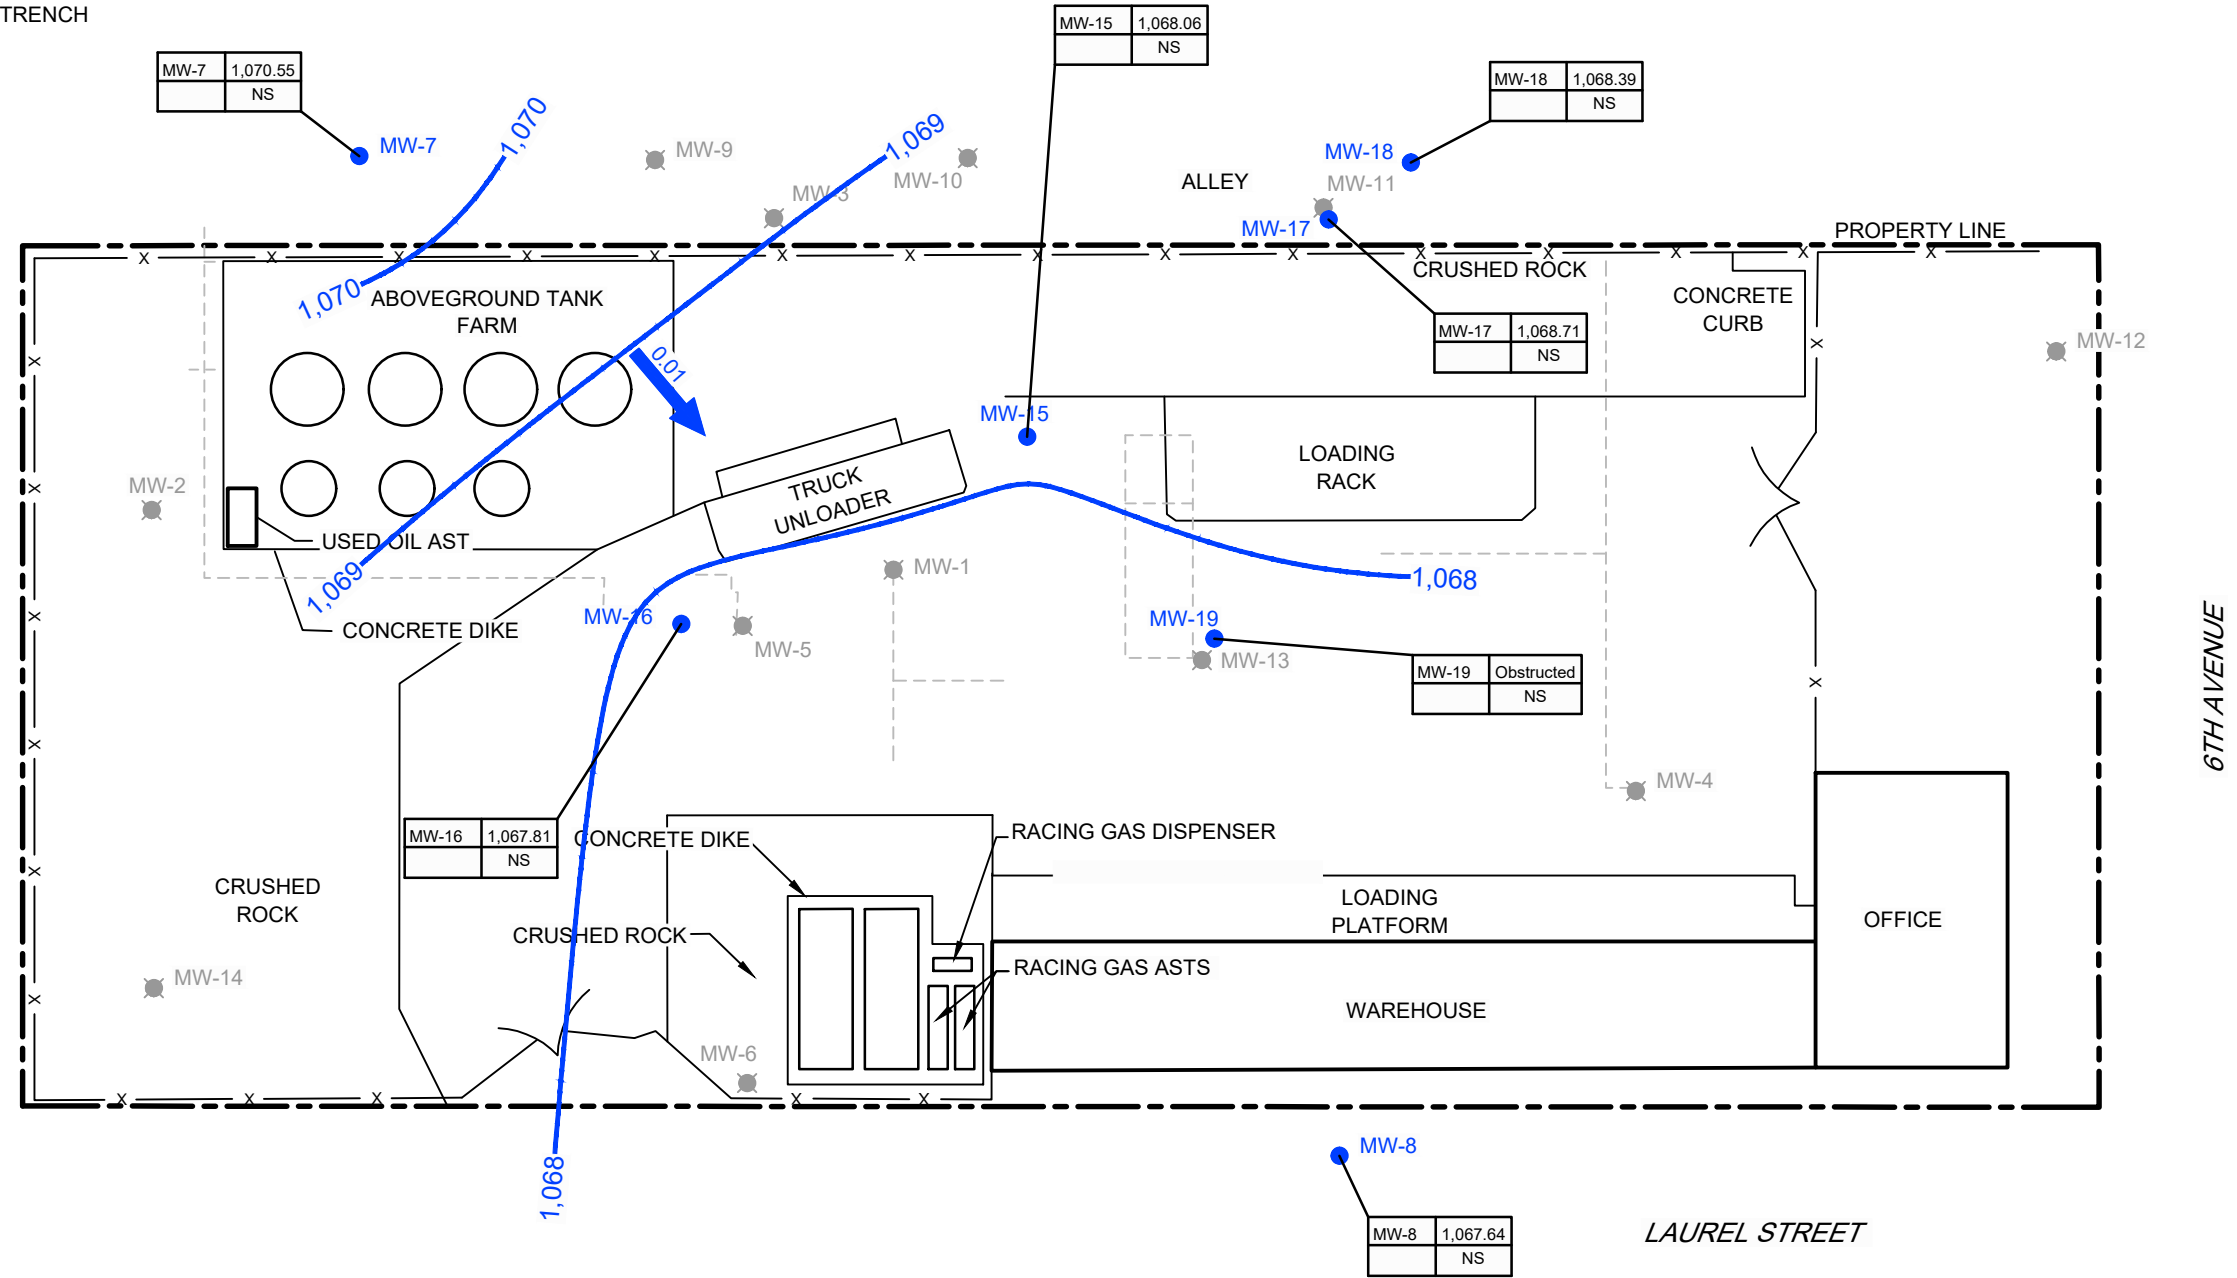 TRENCH
MW-15 1,068.06
NS
MW-7 1,070.55
NS
MW-18 1,068.39
NS
1,070
1,069
MW-7
MW-9
MW-10
MW-3
MW-18
MW-11
ALLEY
MW-17
PROPERTY LINE
CRUSHED ROCK
1,070
ABOVEGROUND TANK
FARM
CONCRETE
CURB
MW-17 1,068.71
NS
MW-12
0.01
MW-15
LOADING
RACK
TRUCK
UNLOADER
MW-2
USED OIL AST
1,069
MW-1
1,068
MW-16
MW-19
CONCRETE DIKE
MW-5
MW-13
MW-19 Obstructed
NS
6TH AVENUE
MW-4
MW-16 1,067.81
NS
CONCRETE DIKE
RACING GAS DISPENSER
CRUSHED
ROCK
LOADING
PLATFORM
OFFICE
CRUSHED ROCK
RACING GAS ASTS
MW-14
WAREHOUSE
MW-6
1,068
MW-8
MW-8 1,067.64
NS
LAUREL STREET